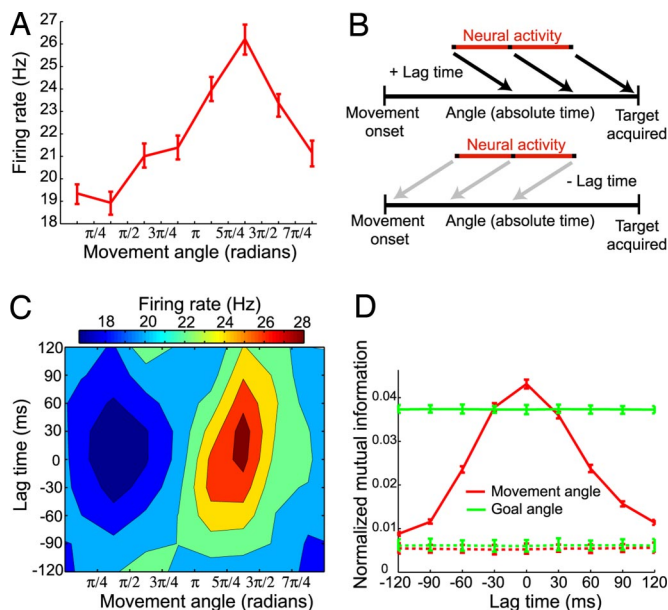 A
Firing rate (Hz)
27
26
25
24
23
22
21
20
19
18
π/4 π/2 3π/4 π 5π/4 3π/2 7π/4
Movement angle (radians)
B
Neural activity
+ Lag time
Movement onset
Angle (absolute time)
Target acquired
Neural activity
- Lag time
Movement onset
Angle (absolute time)
Target acquired
C
Firing rate (Hz)
18 20 22 24 26 28
Lag time (ms)
120
90
60
30
0
-30
-60
-90
-120
π/4 π/2 3π/4 π 5π/4 3π/2 7π/4
Movement angle (radians)
D
Normalized mutual information
0.04
0.03
0.02
0.01
0
Movement angle
Goal angle
-120 -90 -60 -30 0 30 60 90 120
Lag time (ms)